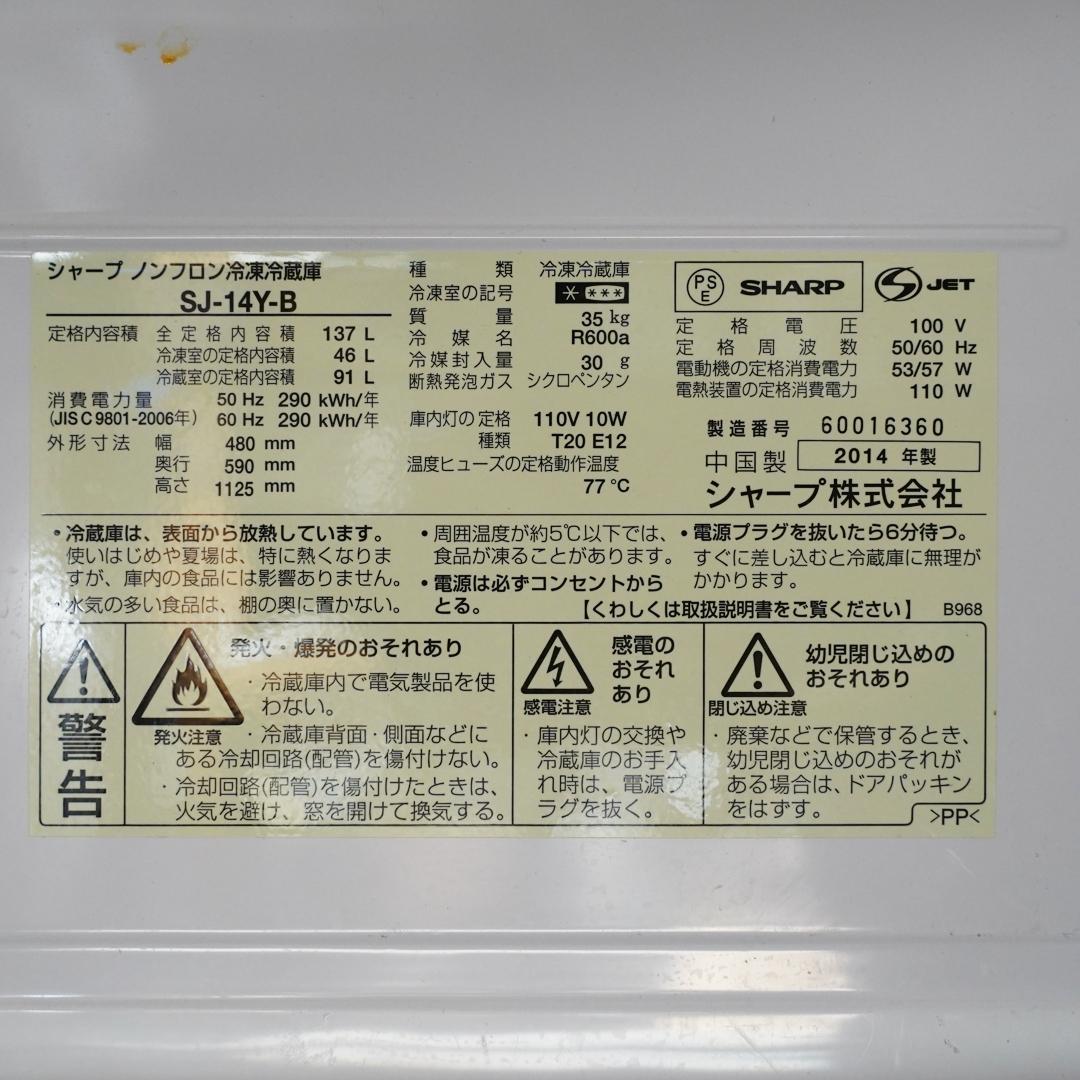 シャープ ノンフロン冷凍冷蔵庫
SJ-14Y-B
定格内容積 全定格内容積 137 L
冷凍室の定格内容積 46 L
冷蔵室の定格内容積 91 L
消費電力量 50 Hz 290 kWh/年
(JIS C 9801-2006年) 60 Hz 290 kWh/年
外形寸法 幅 480 mm
奥行 590 mm
高さ 1125 mm
種類 冷凍冷蔵庫
冷凍室の記号 * ***
質量 35 kg
冷媒名 R600a
冷媒封入量 30 g
断熱発泡ガス シクロペンタン
庫内灯の定格 110V 10W
種類 T20 E12
温度ヒューズの定格動作温度
77 ℃
PS E SHARP S JET
定格電圧 100 V
定格周波数 50/60 Hz
電動機の定格消費電力 53/57 W
電熱装置の定格消費電力 110 W
製造番号 60016360
中国製 2014 年製
シャープ株式会社
・冷蔵庫は、表面から放熱しています。
使いはじめや夏場は、特に熱くなりま
すが、庫内の食品には影響ありません。
・水気の多い食品は、棚の奥に置かない。
・周囲温度が約5℃以下では、
食品が凍ることがあります。
・電源は必ずコンセントから
とる。
・電源プラグを抜いたら6分待つ。
すぐに差し込むと冷蔵庫に無理が
かかります。
【くわしくは取扱説明書をご覧ください】 B968
警告
発火・爆発のおそれあり
発火注意
・冷蔵庫内で電気製品を使
わない。
・冷蔵庫背面・側面などに
ある冷却回路(配管)を傷付けない。
・冷却回路(配管)を傷付けたときは、
火気を避け、窓を開けて換気する。
感電の
おそれ
あり
感電注意
・庫内灯の交換や
冷蔵庫のお手入
れ時は、電源プ
ラグを抜く。
幼児閉じ込めの
おそれあり
閉じ込め注意
・廃棄などで保管するとき、
幼児閉じ込めのおそれが
ある場合は、ドアパッキン
をはずす。
>PP<